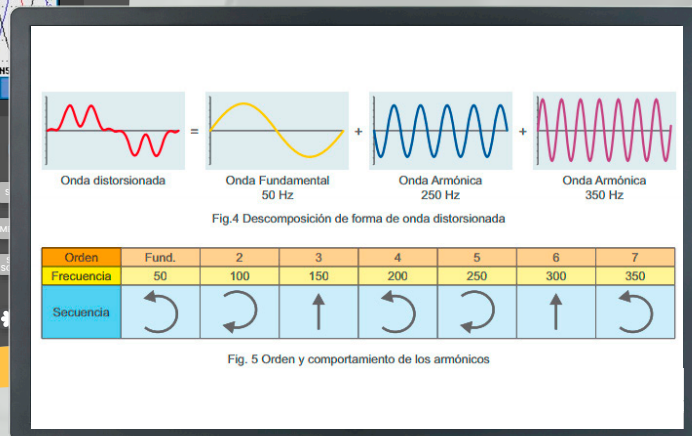 Onda distorsionada
=
Onda Fundamental
50 Hz
+
Onda Armónica
250 Hz
+
Onda Armónica
350 Hz
Fig.4 Descomposición de forma de onda distorsionada
Orden Fund. 2 3 4 5 6 7
Frecuencia 50 100 150 200 250 300 350
Secuencia
Fig. 5 Orden y comportamiento de los armónicos